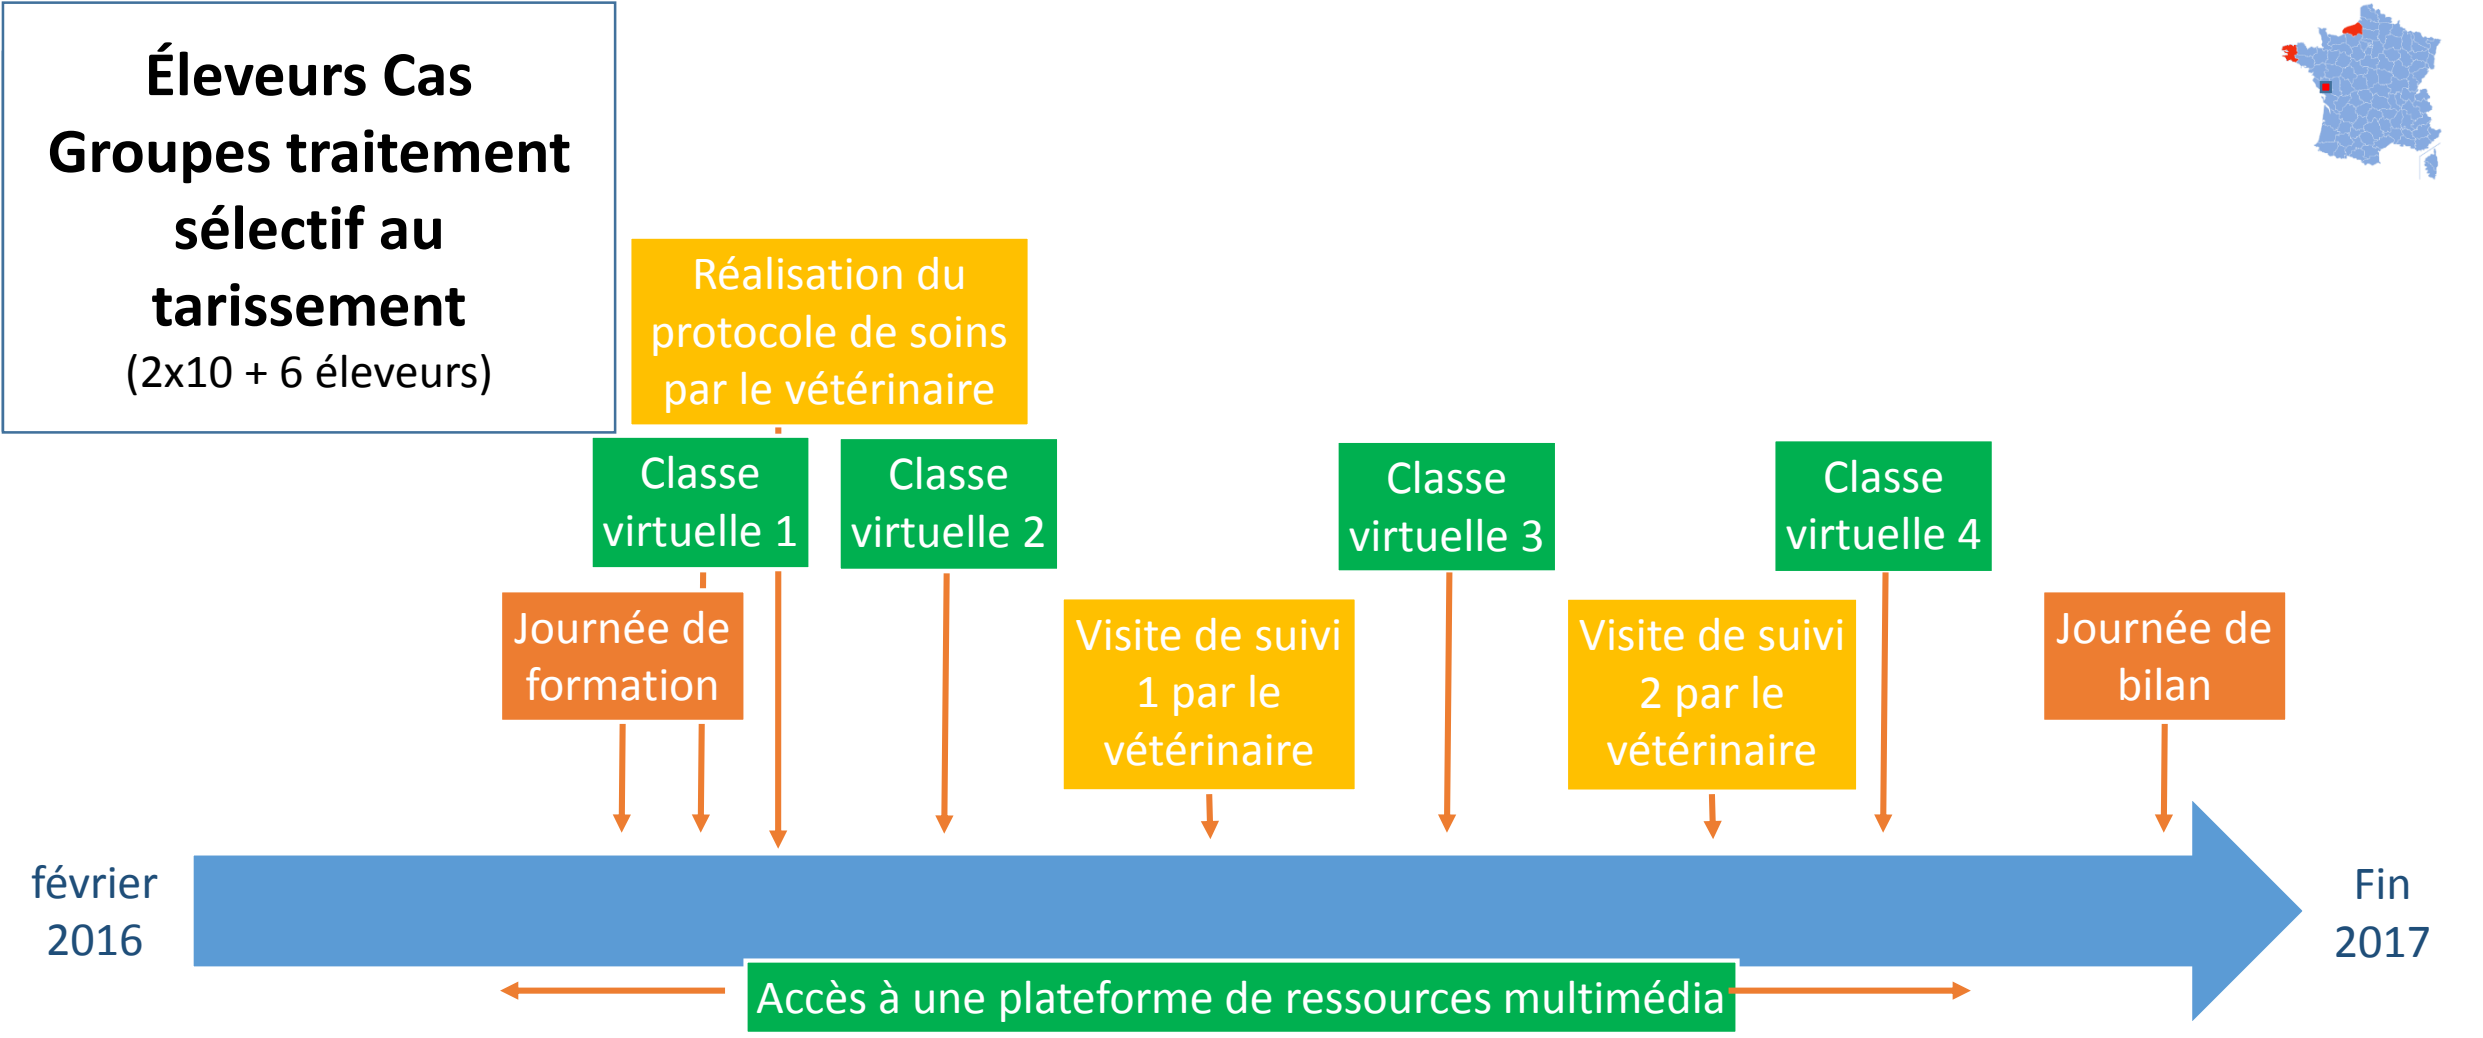 Éleveurs Cas
Groupes traitement
sélectif au
tarissement
(2x10 + 6 éleveurs)
Réalisation du
protocole de soins
par le vétérinaire
Classe
virtuelle 1
Classe
virtuelle 2
Classe
virtuelle 3
Classe
virtuelle 4
Journée de
formation
Visite de suivi
1 par le
vétérinaire
Visite de suivi
2 par le
vétérinaire
Journée de
bilan
février
2016
Fin
2017
Accès à une plateforme de ressources multimédia